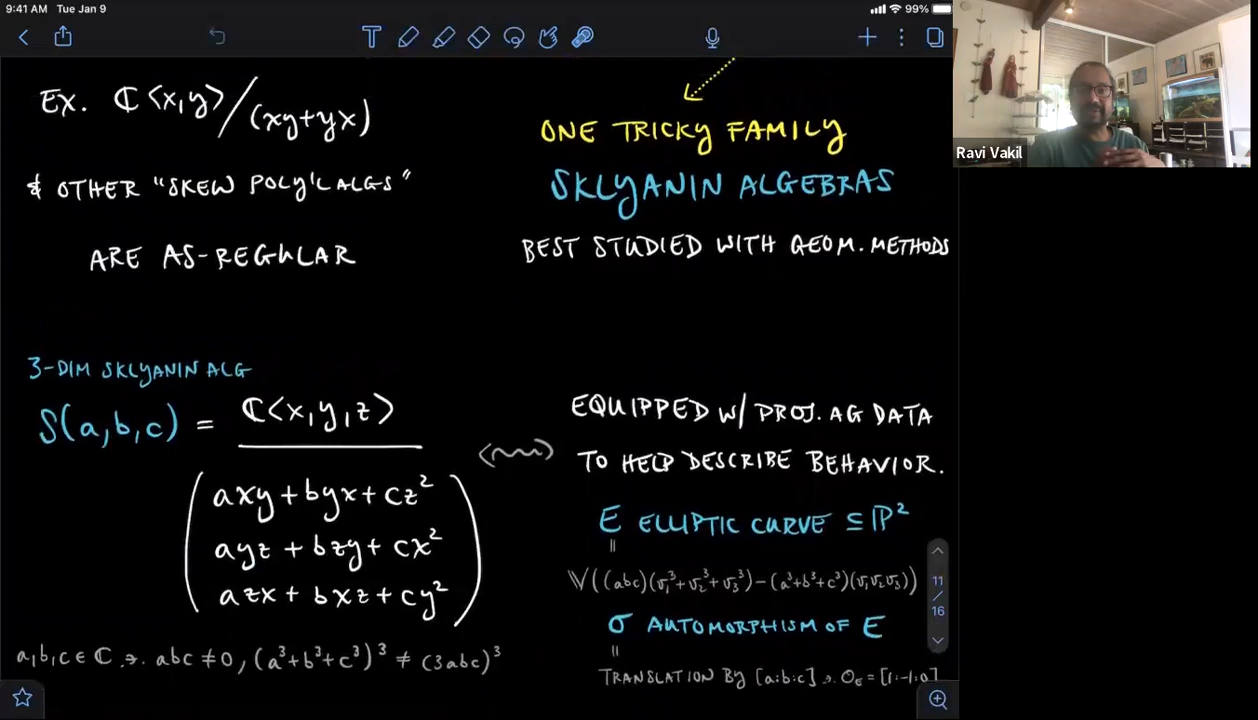 9:41 AM Tue Jan 9
99%
EX. ℂ<x,y>/(xy+yx)
& OTHER "SKEW POLY'L ALGS"
ARE AS-REGULAR
ONE TRICKY FAMILY
SKLYANIN ALGEBRAS
BEST STUDIED WITH GEOM. METHODS
Ravi Vakil
3-DIM SKLYANIN ALG
S(a,b,c) = ℂ<x,y,z>
axy + byx + cz²
ayz + bzy + cx²
azx + bxz + cy²
a,b,c ∈ ℂ ∋. abc ≠ 0, (a³+b³+c³)³ ≠ (3abc)³
EQUIPPED W/ PROJ. AG DATA
TO HELP DESCRIBE BEHAVIOR.
E ELLIPTIC CURVE ⊆ ℙ²
=
𝕍((abc)(v₁³+v₂³+v₃³)-(a³+b³+c³)(v₁v₂v₃))
σ AUTOMORPHISM OF E
=
TRANSLATION BY [a:b:c] ∋. O_E = [1:-1:0]
11
/
16